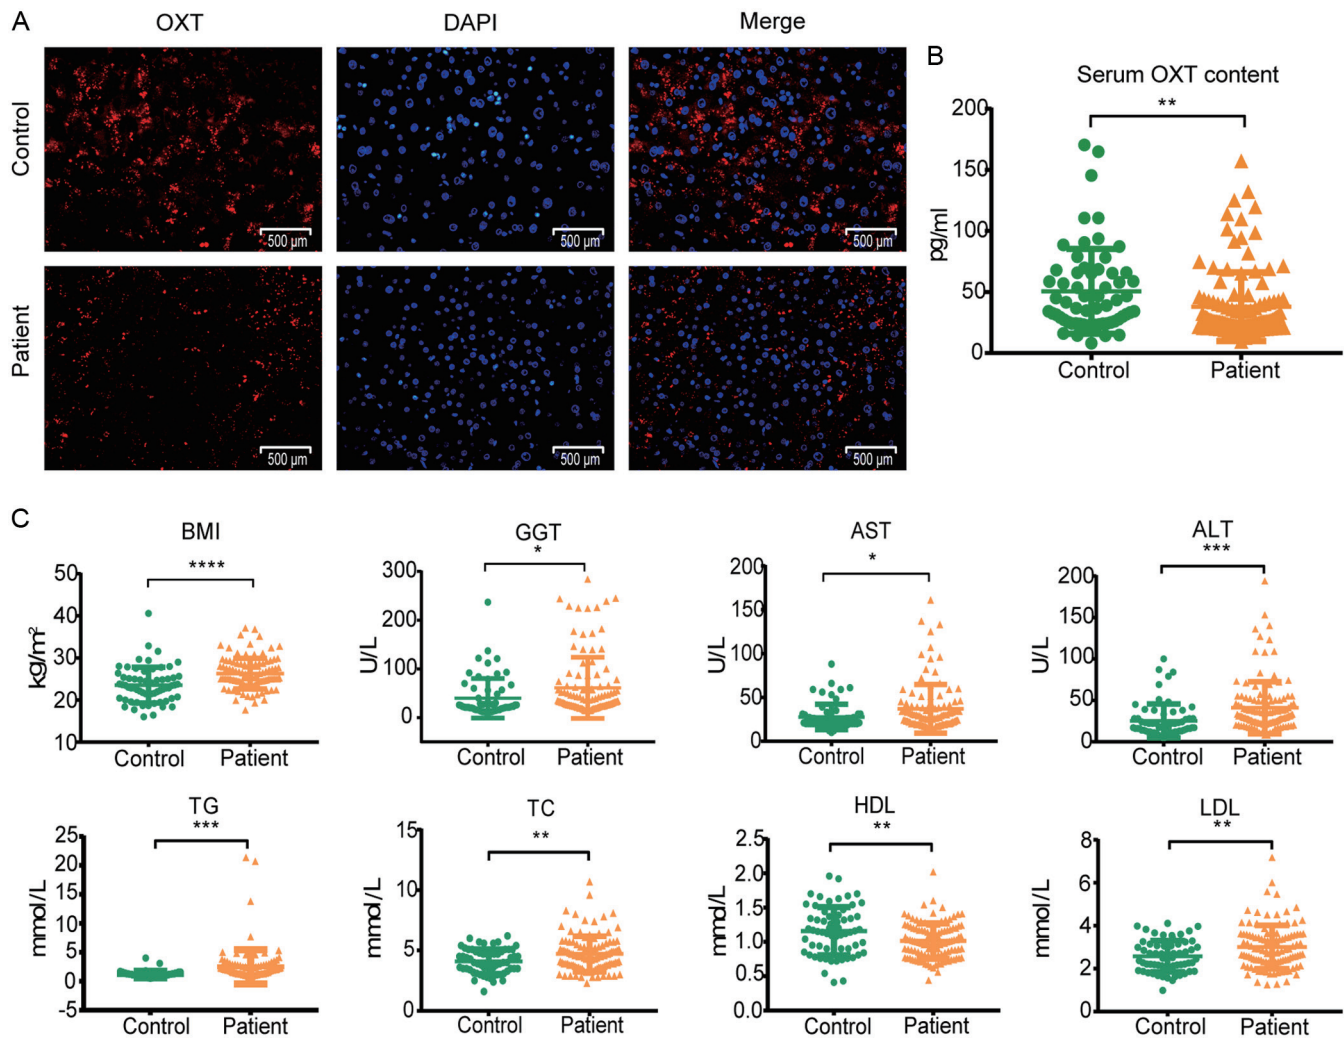 A
OXT
DAPI
Merge
Control
500 µm
500 µm
500 µm
Patient
500 µm
500 µm
500 µm
B
Serum OXT content
**
200
150
100
50
0
pg/ml
Control
Patient
C
BMI
****
50
40
30
20
10
kg/m²
Control
Patient
GGT
*
300
200
100
0
U/L
Control
Patient
AST
*
200
150
100
50
0
U/L
Control
Patient
ALT
***
200
150
100
50
0
U/L
Control
Patient
TG
***
25
20
15
10
5
0
-5
mmol/L
Control
Patient
TC
**
15
10
5
0
mmol/L
Control
Patient
HDL
**
2.5
2.0
1.5
1.0
0.5
0.0
mmol/L
Control
Patient
LDL
**
8
6
4
2
0
mmol/L
Control
Patient